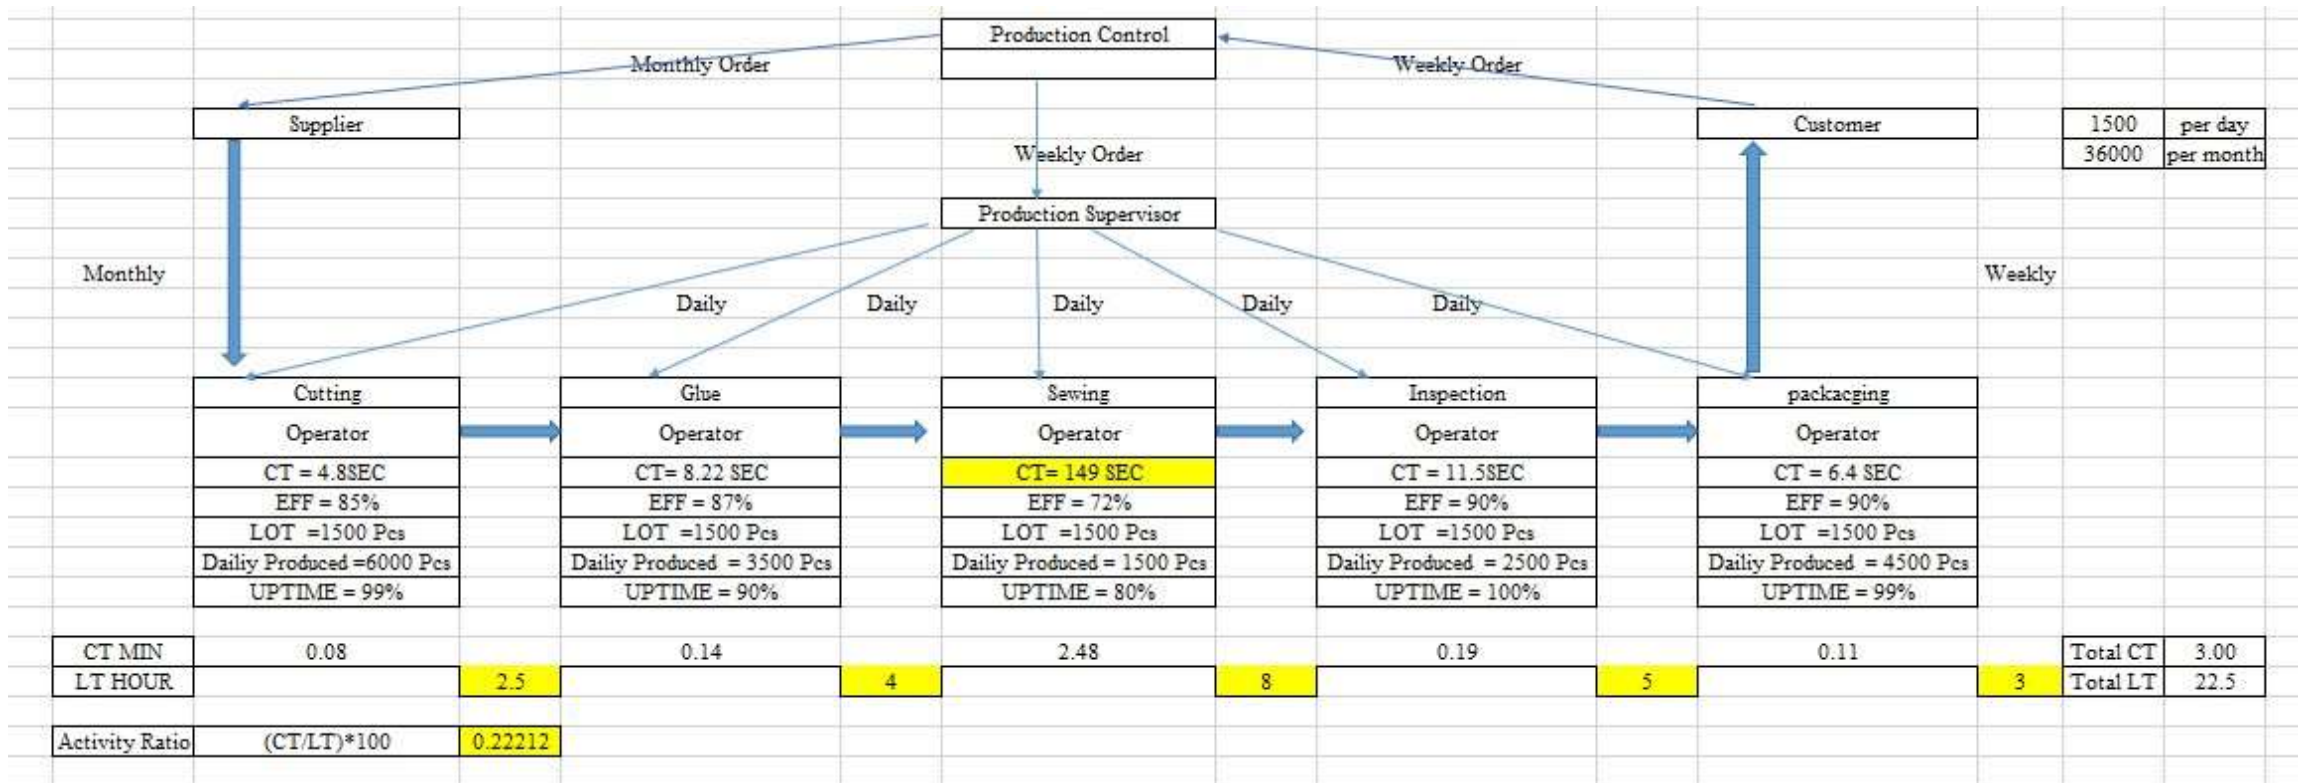 Production Control
Monthly Order
Weekly Order
Supplier
Customer
1500 per day
36000 per month
Weekly Order
Production Supervisor
Monthly
Weekly
Daily Daily Daily Daily Daily
Cutting Glue Sewing Inspection packacging
Operator Operator Operator Operator Operator
CT = 4.8SEC CT= 8.22 SEC CT= 149 SEC CT = 11.5SEC CT = 6.4 SEC
EFF = 85% EFF = 87% EFF = 72% EFF = 90% EFF = 90%
LOT =1500 Pcs LOT =1500 Pcs LOT =1500 Pcs LOT =1500 Pcs LOT =1500 Pcs
Dailiy Produced =6000 Pcs Dailiy Produced = 3500 Pcs Dailiy Produced = 1500 Pcs Dailiy Produced = 2500 Pcs Dailiy Produced = 4500 Pcs
UPTIME = 99% UPTIME = 90% UPTIME = 80% UPTIME = 100% UPTIME = 99%
CT MIN 0.08 0.14 2.48 0.19 0.11 Total CT 3.00
LT HOUR 2.5 4 8 5 3 Total LT 22.5
Activity Ratio (CT/LT)*100 0.22212